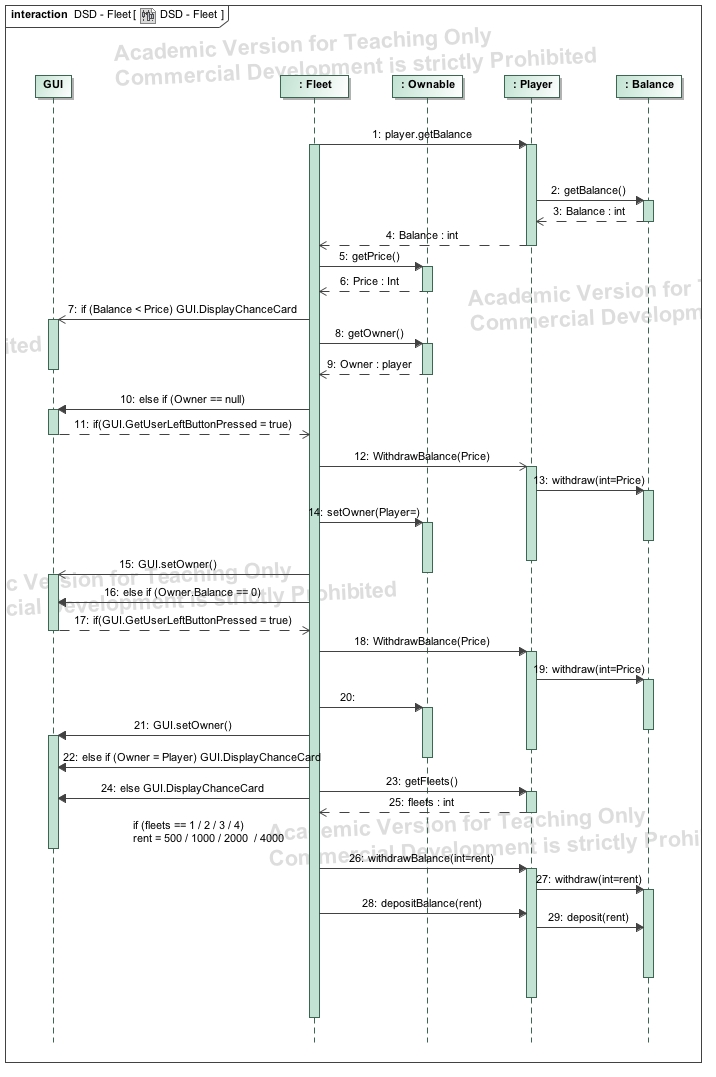 interaction DSD - Fleet [ DSD - Fleet ]
Academic Version for Teaching Only
Commercial Development is strictly Prohibited
GUI
: Fleet
: Ownable
: Player
: Balance
1: player.getBalance
2: getBalance()
3: Balance : int
4: Balance : int
5: getPrice()
6: Price : Int
Academic Version for T
Commercial Developm
7: if (Balance < Price) GUI.DisplayChanceCard
8: getOwner()
ited
9: Owner : player
10: else if (Owner == null)
11: if(GUI.GetUserLeftButtonPressed = true)
12: WithdrawBalance(Price)
13: withdraw(int=Price)
14: setOwner(Player=)
15: GUI.setOwner()
c Version for Teaching Only
cial Development is strictly Prohibited
16: else if (Owner.Balance == 0)
17: if(GUI.GetUserLeftButtonPressed = true)
18: WithdrawBalance(Price)
19: withdraw(int=Price)
20:
21: GUI.setOwner()
22: else if (Owner = Player) GUI.DisplayChanceCard
23: getFleets()
24: else GUI.DisplayChanceCard
25: fleets : int
Academic Version for Teaching Only
Commercial Development is strictly Prohi
if (fleets == 1 / 2 / 3 / 4)
rent = 500 / 1000 / 2000 / 4000
26: withdrawBalance(int=rent)
27: withdraw(int=rent)
28: depositBalance(rent)
29: deposit(rent)